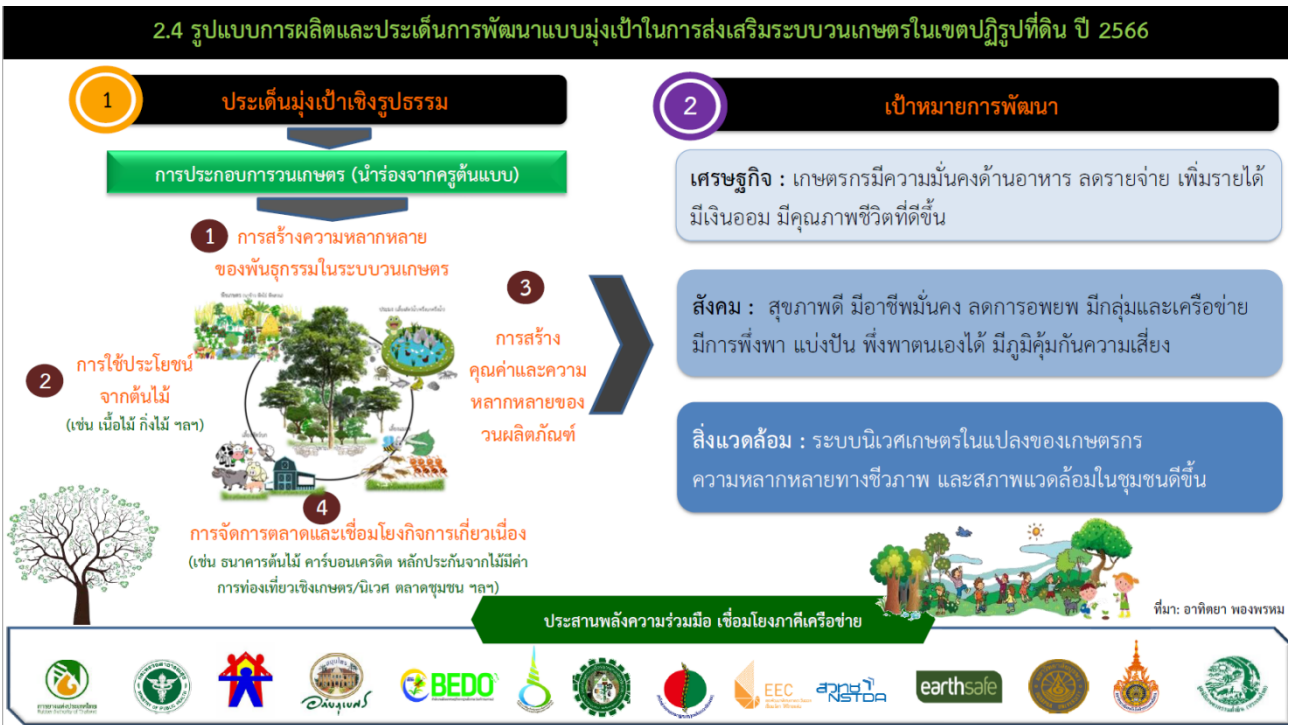 2.4 รูปแบบการผลิตและประเด็นการพัฒนาแบบมุ่งเป้าในการส่งเสริมระบบวนเกษตรในเขตปฏิรูปที่ดิน ปี 2566
1
ประเด็นมุ่งเป้าเชิงรูปธรรม
การประกอบการวนเกษตร (นำร่องจากครูต้นแบบ)
1
การสร้างความหลากหลาย
ของพันธุกรรมในระบบวนเกษตร
2
การใช้ประโยชน์
จากต้นไม้
(เช่น เนื้อไม้ กิ่งไม้ ฯลฯ)
3
การสร้าง
คุณค่าและความ
หลากหลายของ
วนผลิตภัณฑ์
4
การจัดการตลาดและเชื่อมโยงกิจการเกี่ยวเนื่อง
(เช่น ธนาคารต้นไม้ คาร์บอนเครดิต หลักประกันจากไม้มีค่า
การท่องเที่ยวเชิงเกษตร/นิเวศ ตลาดชุมชน ฯลฯ)
2
เป้าหมายการพัฒนา
เศรษฐกิจ : เกษตรกรมีความมั่นคงด้านอาหาร ลดรายจ่าย เพิ่มรายได้
มีเงินออม มีคุณภาพชีวิตที่ดีขึ้น
สังคม : สุขภาพดี มีอาชีพมั่นคง ลดการอพยพ มีกลุ่มและเครือข่าย
มีการพึ่งพา แบ่งปัน พึ่งพาตนเองได้ มีภูมิคุ้มกันความเสี่ยง
สิ่งแวดล้อม : ระบบนิเวศเกษตรในแปลงของเกษตรกร
ความหลากหลายทางชีวภาพ และสภาพแวดล้อมในชุมชนดีขึ้น
ที่มา: อาทิตยา พองพรหม
ประสานพลังความร่วมมือ เชื่อมโยงภาคีเครือข่าย
การยางแห่งประเทศไทย
Rubber Authority of Thailand
อภัยภูเบศร
BEDO
EEC
สวทช
NSTDA
earthsafe